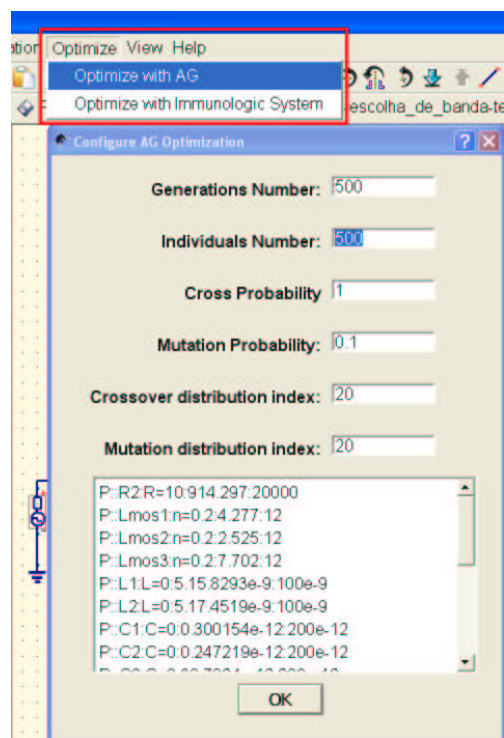 ation Optimize View Help
Optimize with AG
Optimize with Immunologic System
escolha_de_banda-te
Configure AG Optimization
Generations Number: 500
Individuals Number: 500
Cross Probability 1
Mutation Probability: 0.1
Crossover distribution index: 20
Mutation distribution index: 20
P::R2:R=10:914.297:20000
P::Lmos1:n=0.2:4.277:12
P::Lmos2:n=0.2:2.525:12
P::Lmos3:n=0.2:7.702:12
P::L1:L=0:5.15.8293e-9:100e-9
P::L2:L=0:5.17.4519e-9:100e-9
P::C1:C=0:0.300154e-12:200e-12
P::C2:C=0:0.247219e-12:200e-12
OK